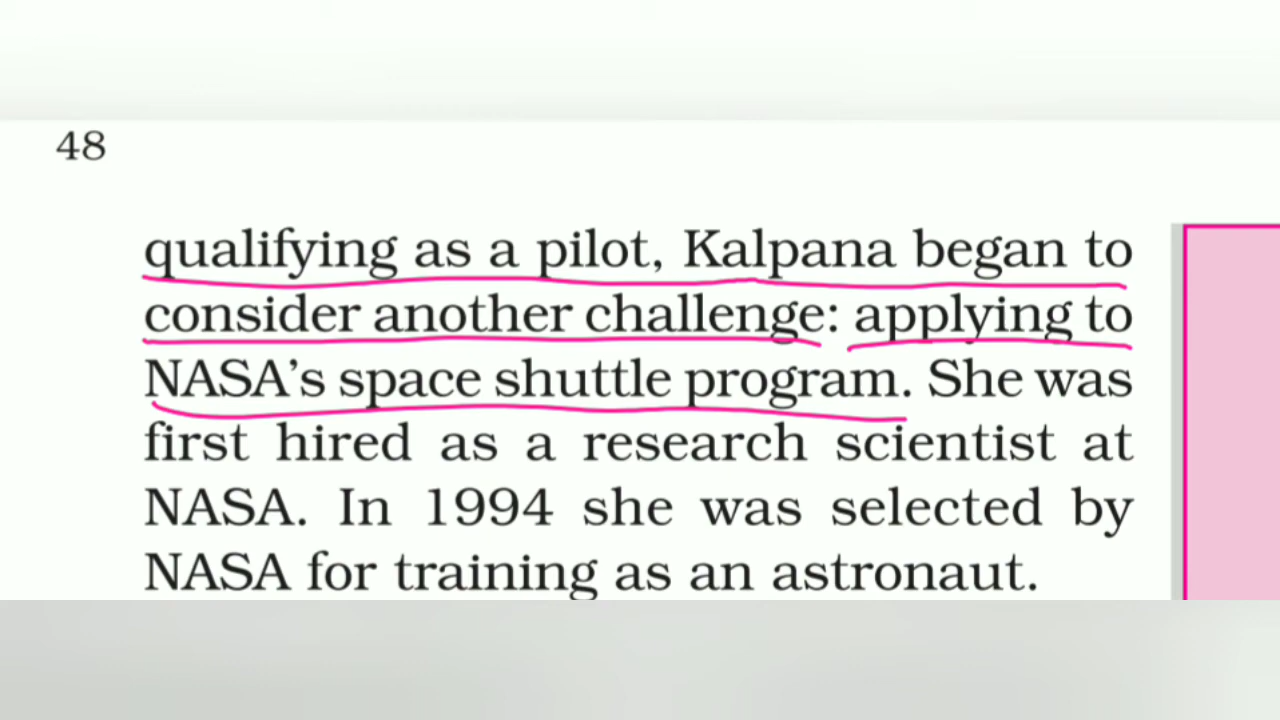 48
qualifying as a pilot, Kalpana began to
consider another challenge: applying to
NASA's space shuttle program. She was
first hired as a research scientist at
NASA. In 1994 she was selected by
NASA for training as an astronaut.